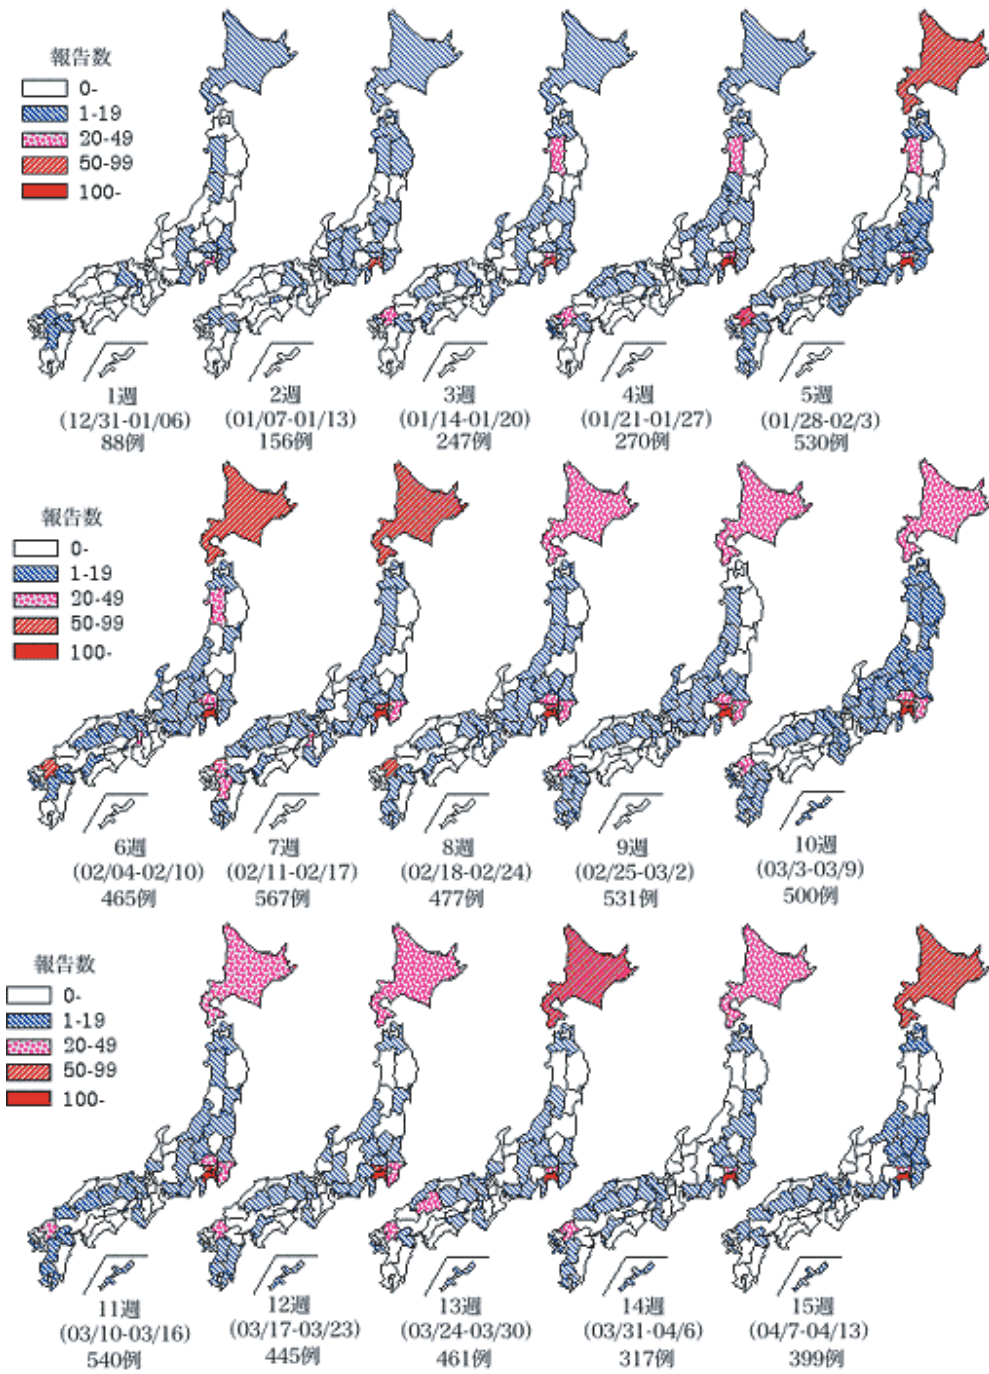 報告数
0-
1-19
20-49
50-99
100-
1週
(12/31-01/06)
88例
2週
(01/07-01/13)
156例
3週
(01/14-01/20)
247例
4週
(01/21-01/27)
270例
5週
(01/28-02/3)
530例
報告数
0-
1-19
20-49
50-99
100-
6週
(02/04-02/10)
465例
7週
(02/11-02/17)
567例
8週
(02/18-02/24)
477例
9週
(02/25-03/2)
531例
10週
(03/3-03/9)
500例
報告数
0-
1-19
20-49
50-99
100-
11週
(03/10-03/16)
540例
12週
(03/17-03/23)
445例
13週
(03/24-03/30)
461例
14週
(03/31-04/6)
317例
15週
(04/7-04/13)
399例